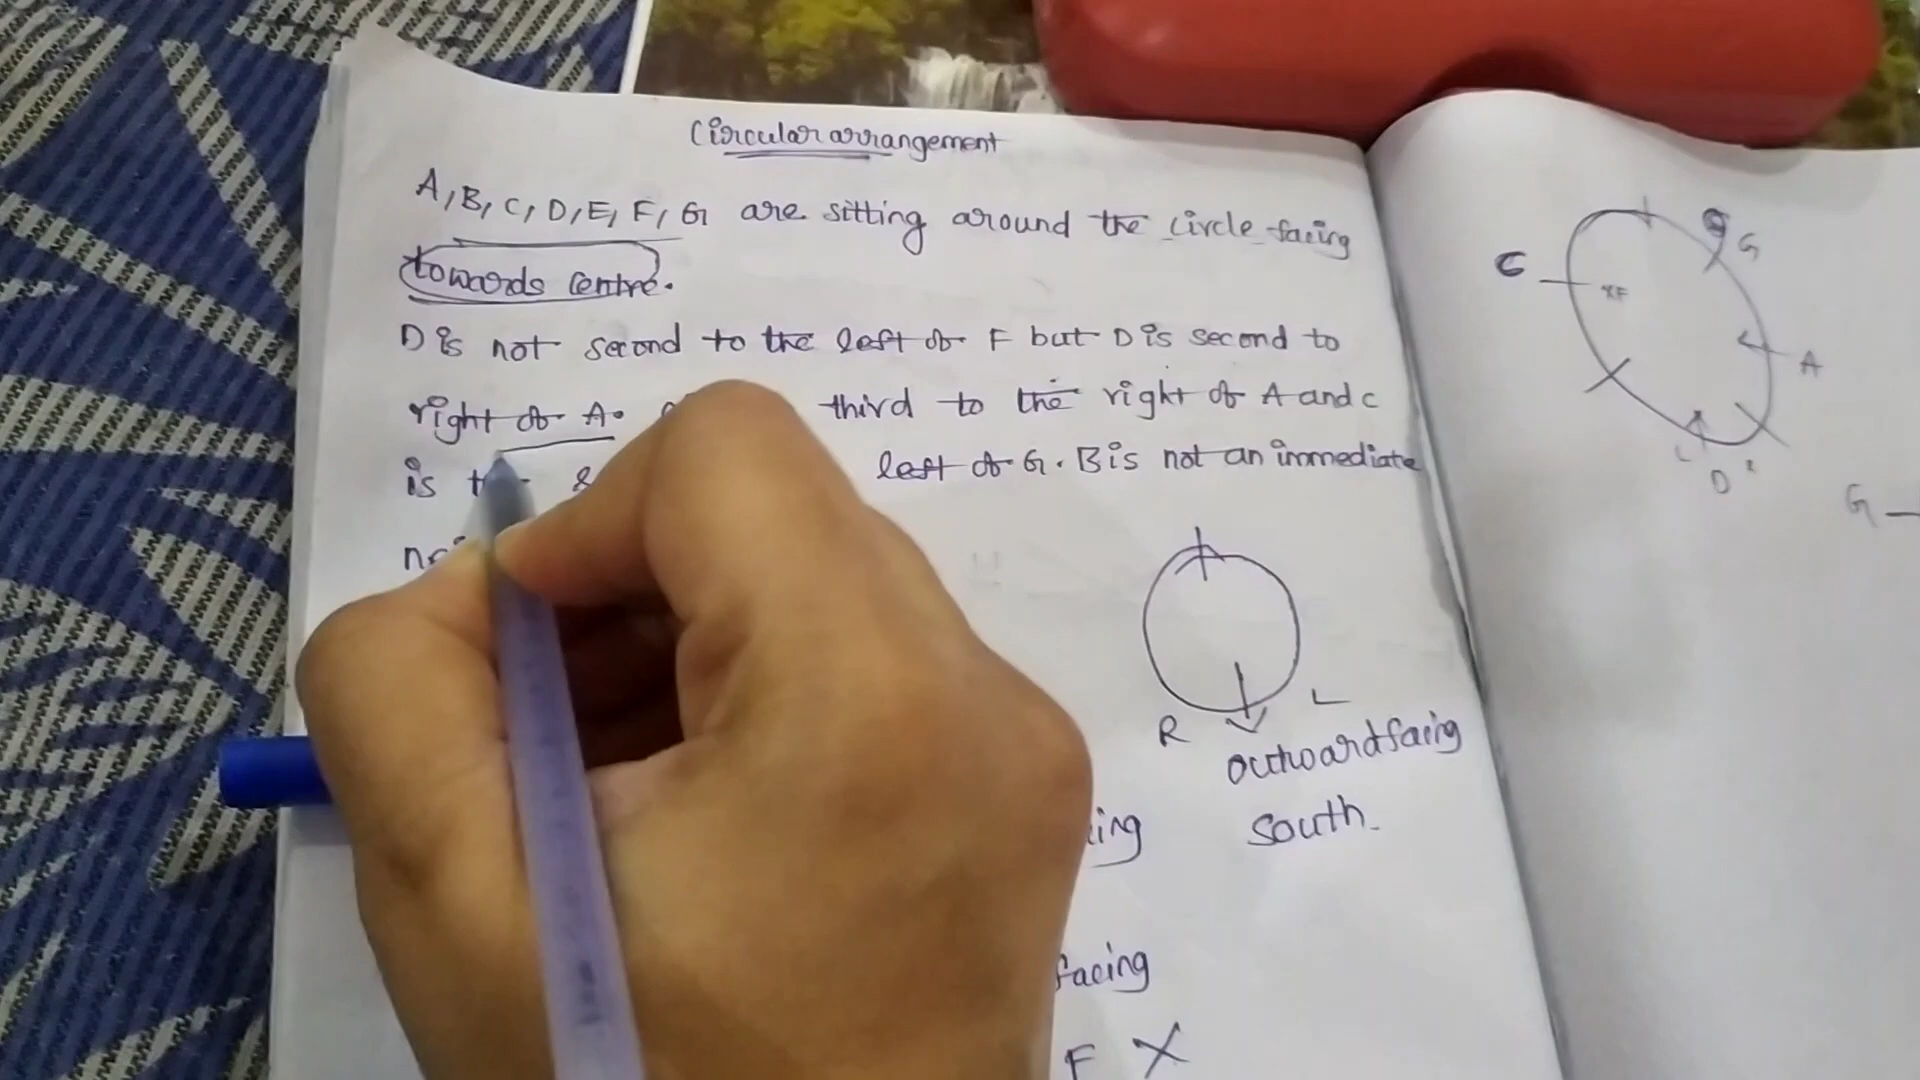 Circular arrangement
A, B, C, D, E, F, G are sitting around the circle facing
towards centre.
D is not second to the left of F but D is second to
right of A. third to the right of A and C
is left of G. B is not an immediate
R L
outward facing
south
facing
F X
G
C
XF
A
L
D
G